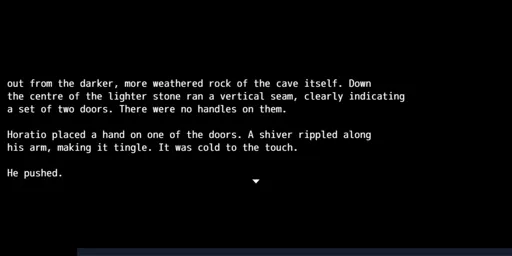 out from the darker, more weathered rock of the cave itself. Down
the centre of the lighter stone ran a vertical seam, clearly indicating
a set of two doors. There were no handles on them.
Horatio placed a hand on one of the doors. A shiver rippled along
his arm, making it tingle. It was cold to the touch.
He pushed.